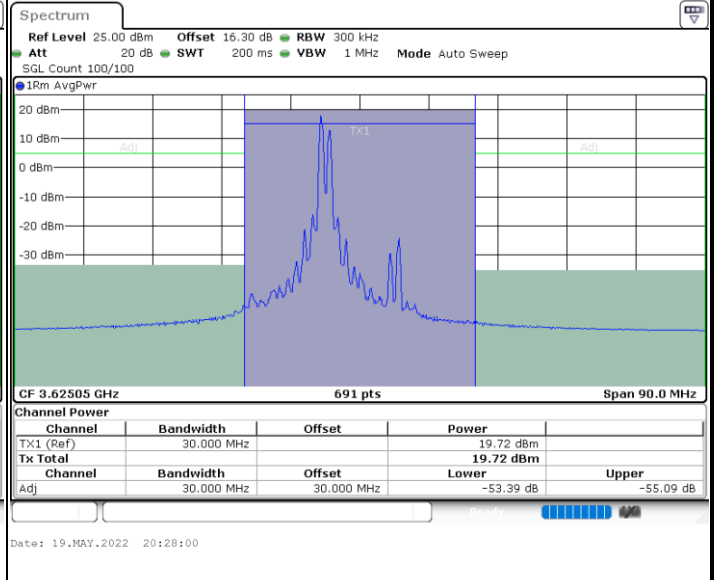 Spectrum
Ref Level 25.00 dBm Offset 16.30 dB RBW 300 kHz
Att 20 dB SWT 200 ms VBW 1 MHz Mode Auto Sweep
SGL Count 100/100
1Rm AvgPwr
20 dBm
TX1
10 dBm
Adj Adj
0 dBm
-10 dBm
-20 dBm
-30 dBm
CF 3.62505 GHz 691 pts Span 90.0 MHz
Channel Power
Channel Bandwidth Offset Power
TX1 (Ref) 30.000 MHz 19.72 dBm
Tx Total 19.72 dBm
Channel Bandwidth Offset Lower Upper
Adj 30.000 MHz 30.000 MHz -53.39 dB -55.09 dB
Ready
Date: 19.MAY.2022 20:28:00